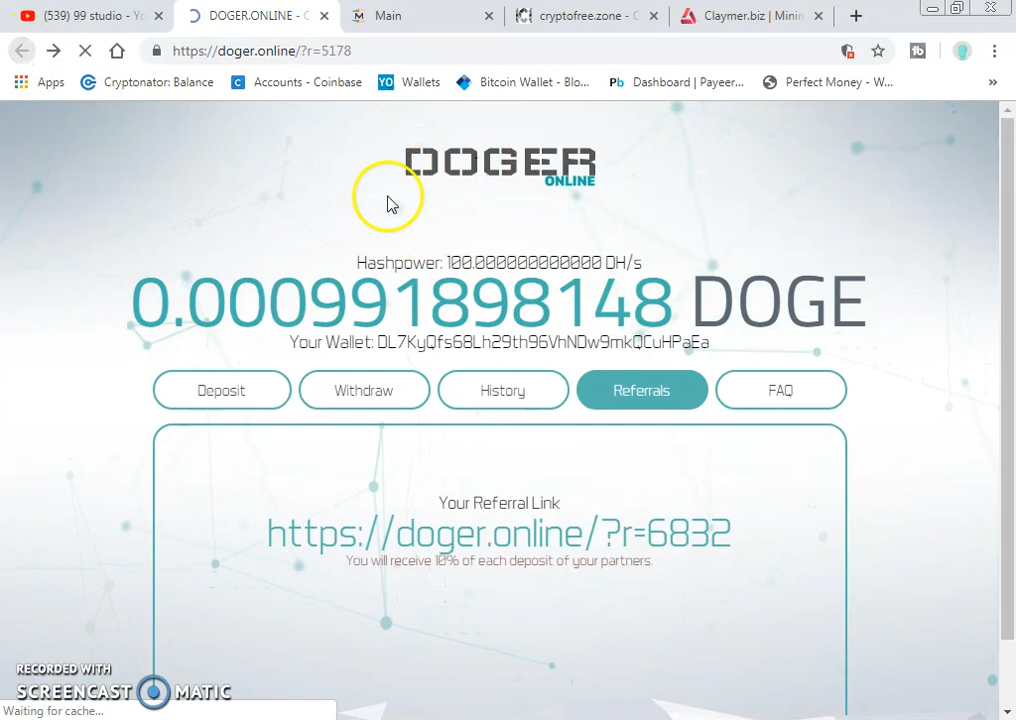 (539) 99 studio - Yo
DOGER.ONLINE - C
Main
cryptofree.zone - C
Claymer.biz | Minin
https://doger.online/?r=5178
Apps
Cryptonator: Balance
Accounts - Coinbase
YO Wallets
Bitcoin Wallet - Blo...
Pb Dashboard | Payeer...
Perfect Money - W...
»
DOGER
ONLINE
Hashpower: 100.000000000000 DH/s
0.000991898148 DOGE
Your Wallet: DL7KyQfs68Lh29th96VhNDw9mkQCuHPaEa
Deposit
Withdraw
History
Referrals
FAQ
Your Referral Link
https://doger.online/?r=6832
You will receive 10% of each deposit of your partners.
RECORDED WITH
SCREENCAST MATIC
Waiting for cache...